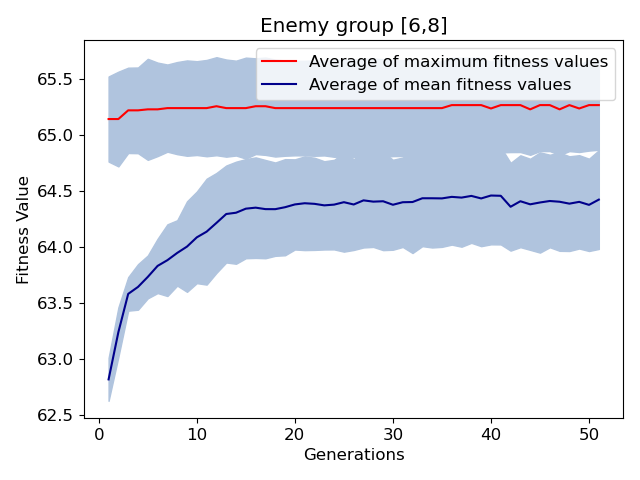 Enemy group [6,8]
Average of maximum fitness values
Average of mean fitness values
Fitness Value
65.5
65.0
64.5
64.0
63.5
63.0
62.5
0 10 20 30 40 50
Generations